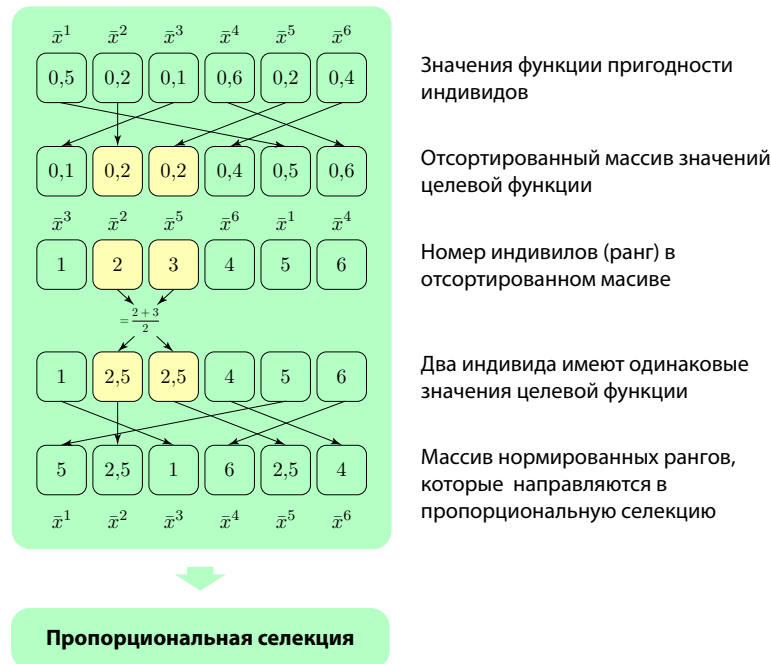 x̄¹ x̄² x̄³ x̄⁴ x̄⁵ x̄⁶
0,5 0,2 0,1 0,6 0,2 0,4
Значения функции пригодности
индивидов
0,1 0,2 0,2 0,4 0,5 0,6
Отсортированный массив значений
целевой функции
x̄³ x̄² x̄⁵ x̄⁶ x̄¹ x̄⁴
1 2 3 4 5 6
Номер индивилов (ранг) в
отсортированном масиве
= 2 + 3 / 2
1 2,5 2,5 4 5 6
Два индивида имеют одинаковые
значения целевой функции
5 2,5 1 6 2,5 4
x̄¹ x̄² x̄³ x̄⁴ x̄⁵ x̄⁶
Массив нормированных рангов,
которые направляются в
пропорциональную селекцию
Пропорциональная селекция